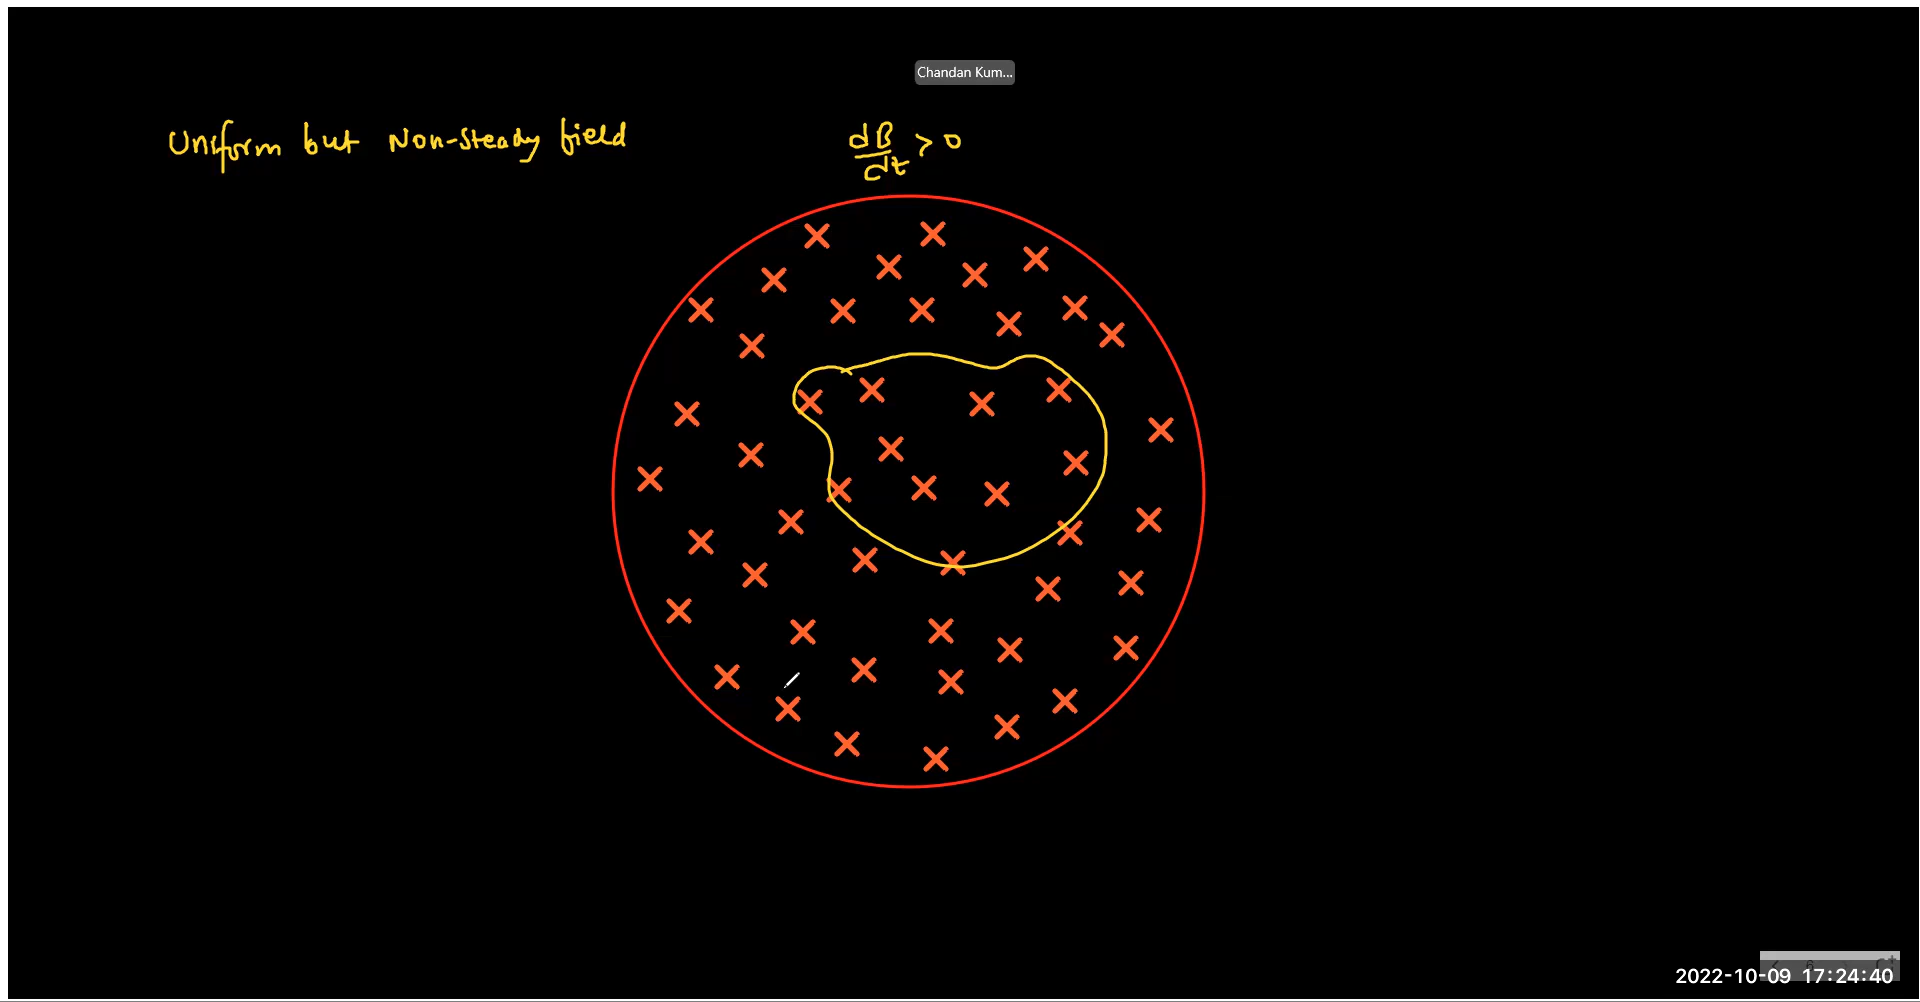 Chandan Kum...
Uniform but Non-steady field
dB/dt > 0
2022-10-09 17:24:40